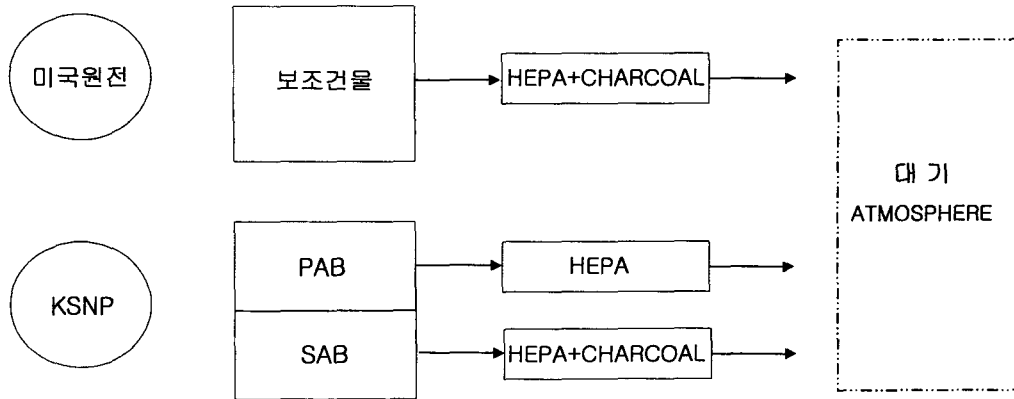 미국원전
보조건물
HEPA+CHARCOAL
대 기
ATMOSPHERE
KSNP
PAB
HEPA
SAB
HEPA+CHARCOAL